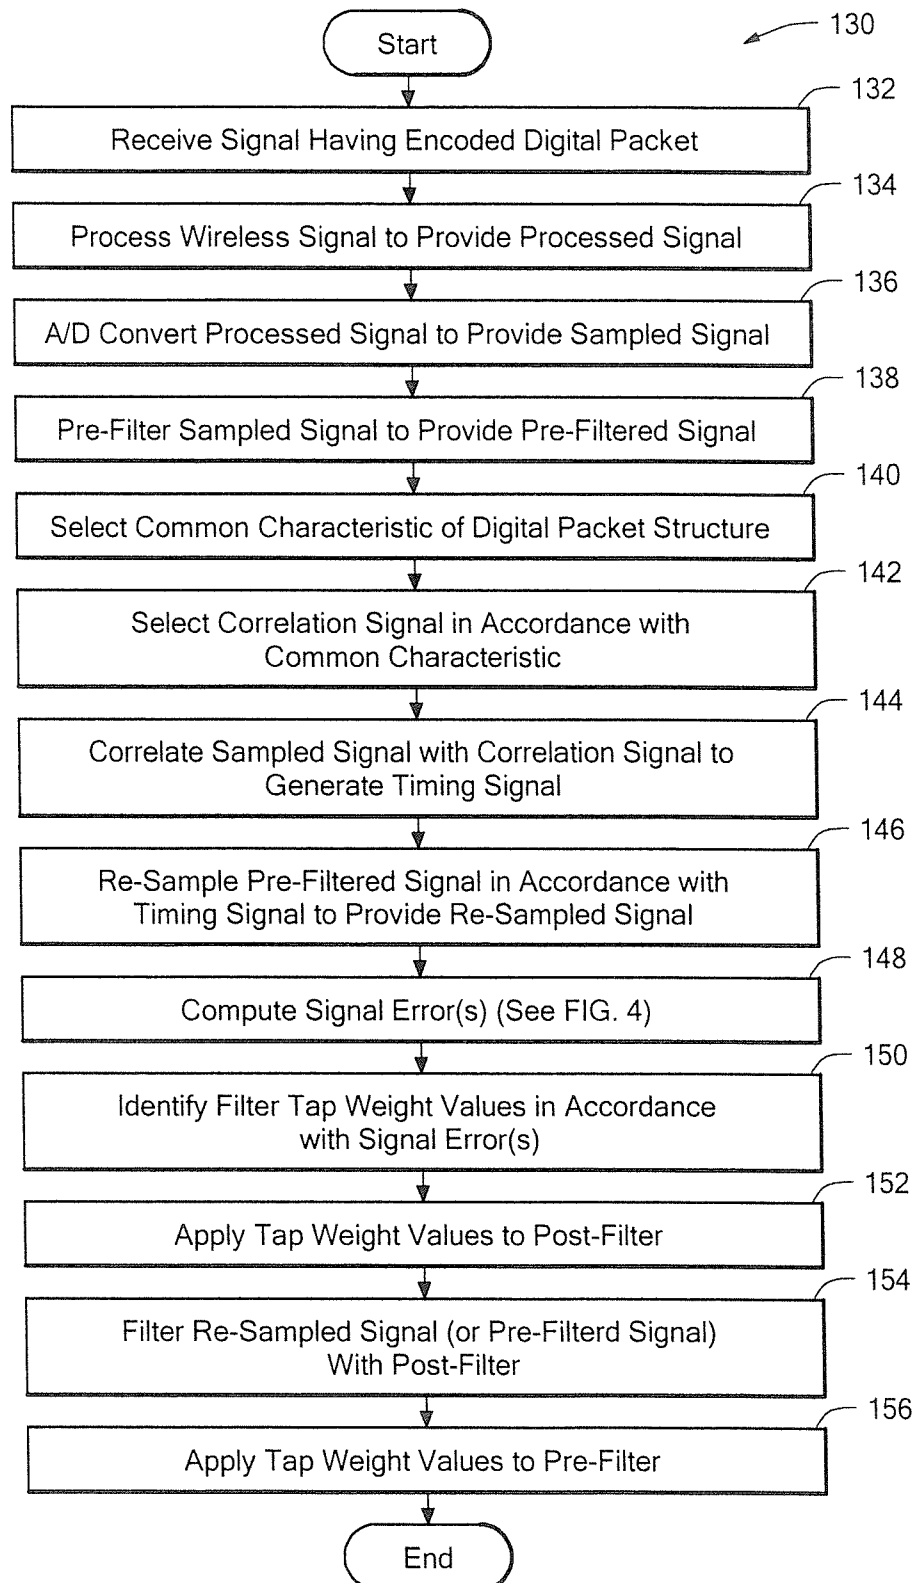 130
Start
132
Receive Signal Having Encoded Digital Packet
134
Process Wireless Signal to Provide Processed Signal
136
A/D Convert Processed Signal to Provide Sampled Signal
138
Pre-Filter Sampled Signal to Provide Pre-Filtered Signal
140
Select Common Characteristic of Digital Packet Structure
142
Select Correlation Signal in Accordance with
Common Characteristic
144
Correlate Sampled Signal with Correlation Signal to
Generate Timing Signal
146
Re-Sample Pre-Filtered Signal in Accordance with
Timing Signal to Provide Re-Sampled Signal
148
Compute Signal Error(s) (See FIG. 4)
150
Identify Filter Tap Weight Values in Accordance
with Signal Error(s)
152
Apply Tap Weight Values to Post-Filter
154
Filter Re-Sampled Signal (or Pre-Filterd Signal)
With Post-Filter
156
Apply Tap Weight Values to Pre-Filter
End